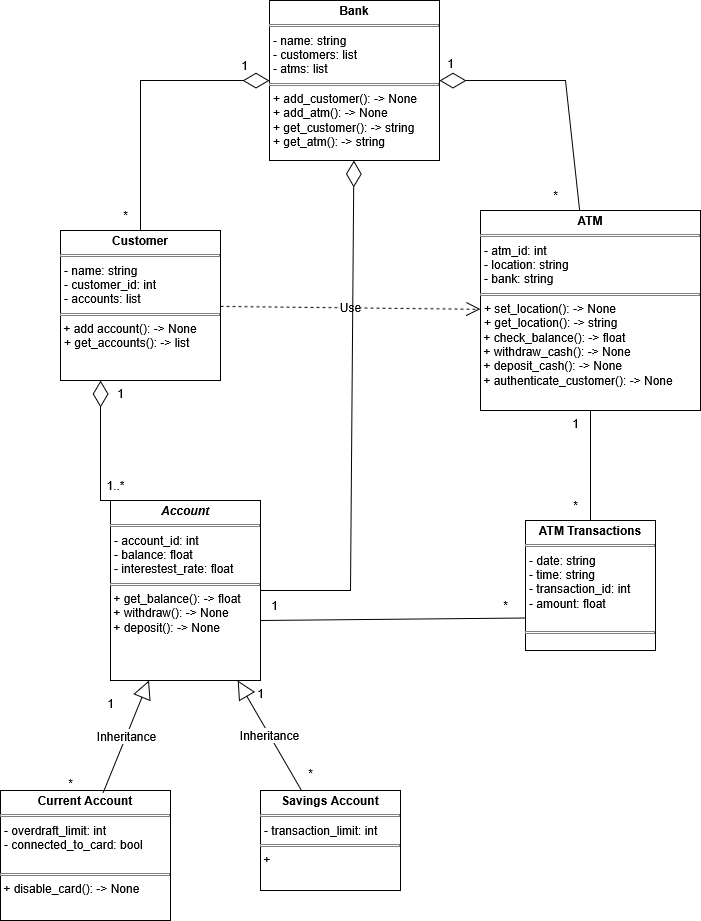 Bank
- name: string
- customers: list
- atms: list
+ add_customer(): -> None
+ add_atm(): -> None
+ get_customer(): -> string
+ get_atm(): -> string
1
1
*
*
Customer
- name: string
- customer_id: int
- accounts: list
+ add account(): -> None
+ get_accounts(): -> list
ATM
- atm_id: int
- location: string
- bank: string
+ set_location(): -> None
+ get_location(): -> string
+ check_balance(): -> float
+ withdraw_cash(): -> None
+ deposit_cash(): -> None
+ authenticate_customer(): -> None
Use
1
1..*
1
*
Account
- account_id: int
- balance: float
- interestest_rate: float
+ get_balance(): -> float
+ withdraw(): -> None
+ deposit(): -> None
ATM Transactions
- date: string
- time: string
- transaction_id: int
- amount: float
1
*
1
1
Inheritance
Inheritance
*
*
Current Account
- overdraft_limit: int
- connected_to_card: bool
+ disable_card(): -> None
Savings Account
- transaction_limit: int
+